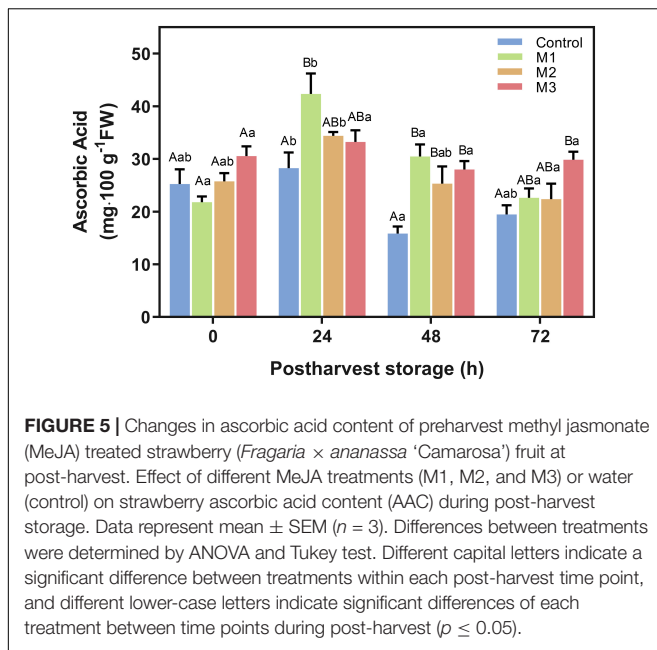 50
40
30
20
10
0
Ascorbic Acid
(mg·100 g⁻¹FW)
Control
M1
M2
M3
Aab
Aa
Aab
Aa
Ab
Bb
ABb
ABa
Aa
Ba
Bab
Ba
Aab
ABa
ABa
Ba
0 24 48 72
Postharvest storage (h)
FIGURE 5 | Changes in ascorbic acid content of preharvest methyl jasmonate
(MeJA) treated strawberry (Fragaria × ananassa ‘Camarosa’) fruit at
post-harvest. Effect of different MeJA treatments (M1, M2, and M3) or water
(control) on strawberry ascorbic acid content (AAC) during post-harvest
storage. Data represent mean ± SEM (n = 3). Differences between treatments
were determined by ANOVA and Tukey test. Different capital letters indicate a
significant difference between treatments within each post-harvest time point,
and different lower-case letters indicate significant differences of each
treatment between time points during post-harvest (p ≤ 0.05).